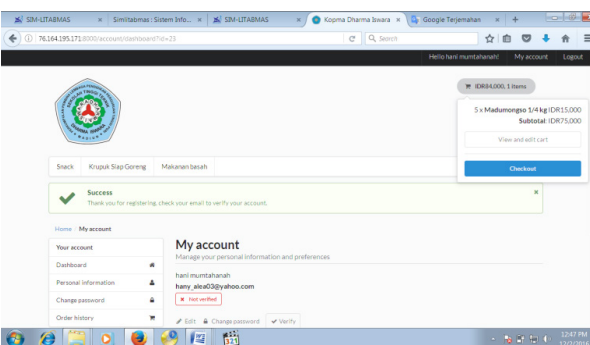 SIM-LITABMAS
Simlitabmas : Sistem Info...
SIM-LITABMAS
Kopma Dharma Iswara
Google Terjemahan
76.164.195.171:8000/account/dashboard?id=23
Search
Hello hani mumtahanah!
My account
Logout
IDR84,000, 1 items
5 x Madumongso 1/4 kg IDR15,000
Subtotal: IDR75,000
View and edit cart
Checkout
Snack
Krupuk Siap Goreng
Makanan basah
Success
Thank you for registering, check your email to verify your account.
Home / My account
Your account
Dashboard
Personal information
Change password
Order history
My account
Manage your personal information and preferences
hani mumtahanah
hany_alea03@yahoo.com
Not verified
Edit
Change password
Verify
12:47 PM